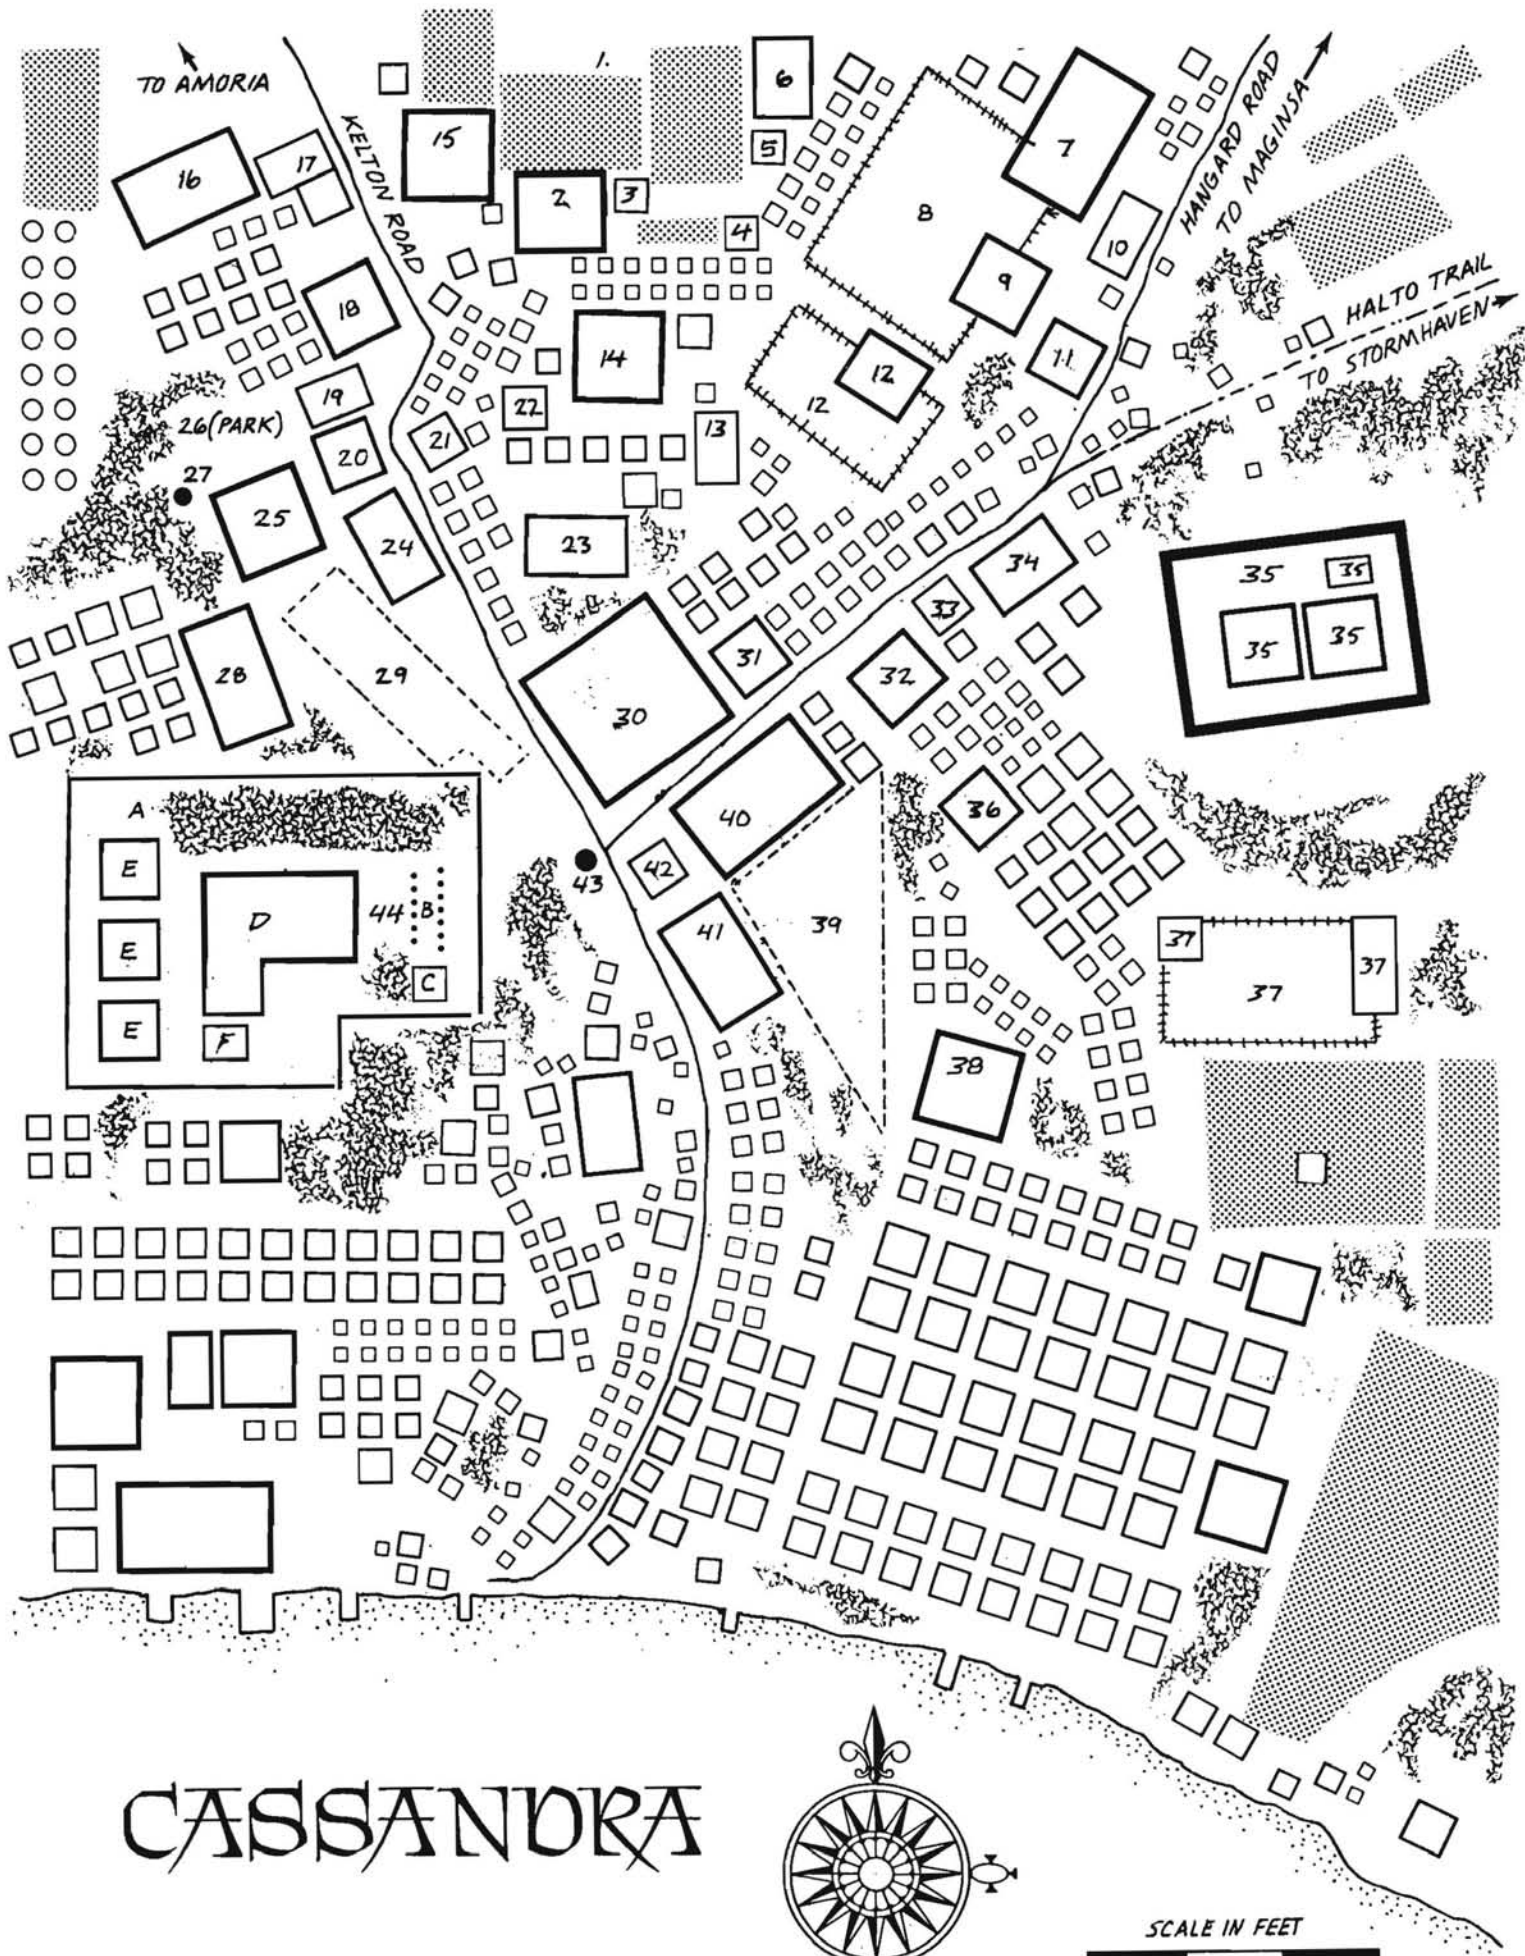 TO AMORIA
1.
6
HANGARD ROAD
TO MAGINSA
KELTON ROAD
15
5
7
17
16
2
3
4
8
10
9
HALTO TRAIL
TO STORMHAVEN
18
14
11
12
12
19
22
13
26 (PARK)
21
20
27
25
24
23
34
35
35
33
35
35
31
32
28
29
30
36
A
40
E
42
43
44
B
D
41
39
E
37
37
37
C
E
F
38
CASSANDRA
SCALE IN FEET